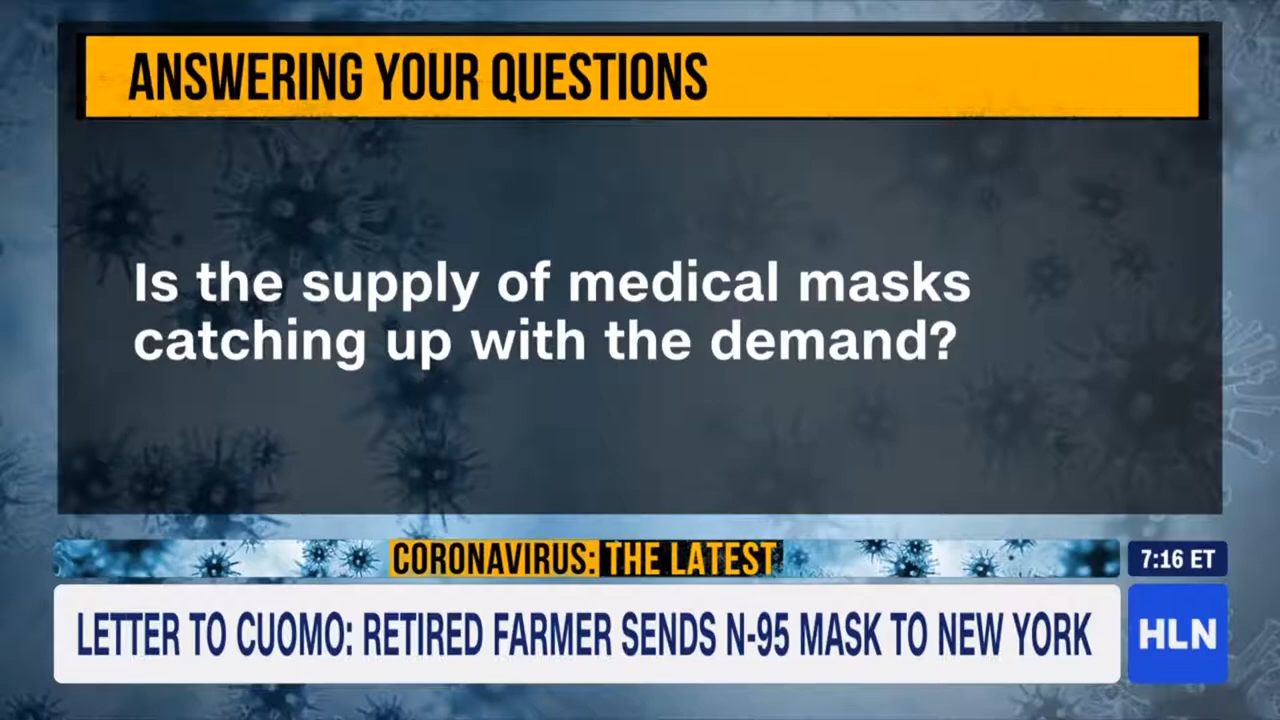 ANSWERING YOUR QUESTIONS
Is the supply of medical masks
catching up with the demand?
CORONAVIRUS: THE LATEST
7:16 ET
LETTER TO CUOMO: RETIRED FARMER SENDS N-95 MASK TO NEW YORK
HLN